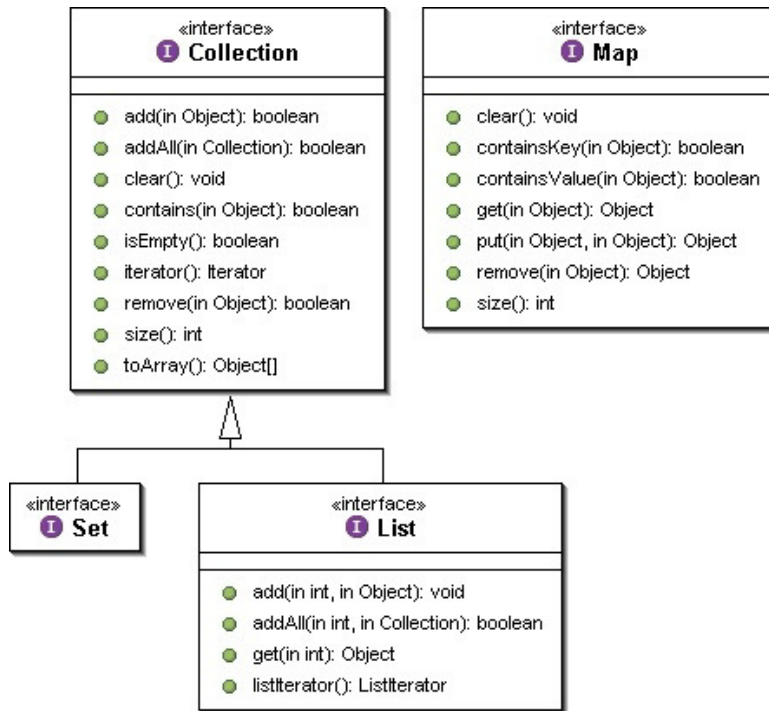 «interface»
I Collection
add(in Object): boolean
addAll(in Collection): boolean
clear(): void
contains(in Object): boolean
isEmpty(): boolean
iterator(): Iterator
remove(in Object): boolean
size(): int
toArray(): Object[]
«interface»
I Map
clear(): void
containsKey(in Object): boolean
containsValue(in Object): boolean
get(in Object): Object
put(in Object, in Object): Object
remove(in Object): Object
size(): int
«interface»
I Set
«interface»
I List
add(in int, in Object): void
addAll(in int, in Collection): boolean
get(in int): Object
listIterator(): ListIterator